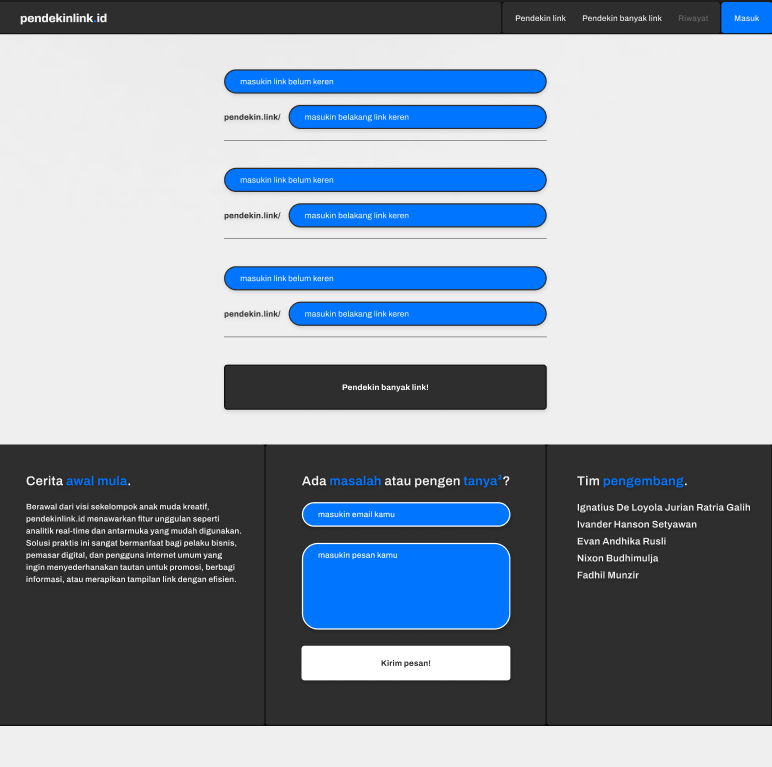 pendekinlink.id
Pendekin link
Pendekin banyak link
Riwayat
Masuk
masukin link belum keren
pendekin.link/ masukin belakang link keren
masukin link belum keren
pendekin.link/ masukin belakang link keren
masukin link belum keren
pendekin.link/ masukin belakang link keren
Pendekin banyak link!
Cerita awal mula.
Berawal dari visi sekelompok anak muda kreatif,
pendekinlink.id menawarkan fitur unggulan seperti
analitik real-time dan antarmuka yang mudah digunakan.
Solusi praktis ini sangat bermanfaat bagi pelaku bisnis,
pemasar digital, dan pengguna internet umum yang
ingin menyederhanakan tautan untuk promosi, berbagi
informasi, atau merapikan tampilan link dengan efisien.
Ada masalah atau pengen tanya²?
masukin email kamu
masukin pesan kamu
Kirim pesan!
Tim pengembang.
Ignatius De Loyola Jurian Ratria Galih
Ivander Hanson Setyawan
Evan Andhika Rusli
Nixon Budhimulja
Fadhil Munzir